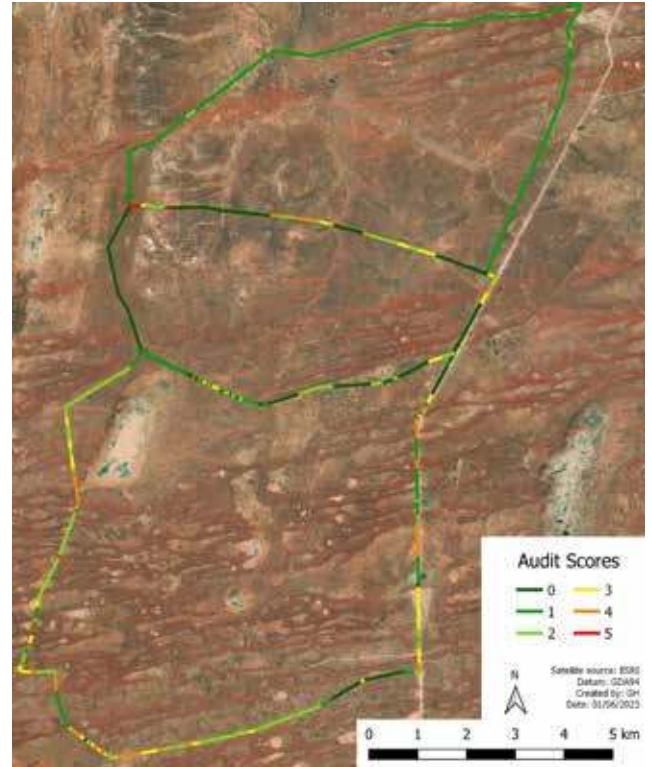 Audit Scores
0 3
1 4
2 5
Satellite source: ESRI
Datum: GDA94
Created by: GH
Date: 01/06/2023
N
0 1 2 3 4 5 km